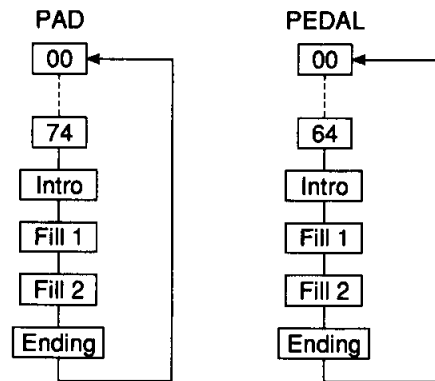 PAD
00
74
Intro
Fill 1
Fill 2
Ending
PEDAL
00
64
Intro
Fill 1
Fill 2
Ending